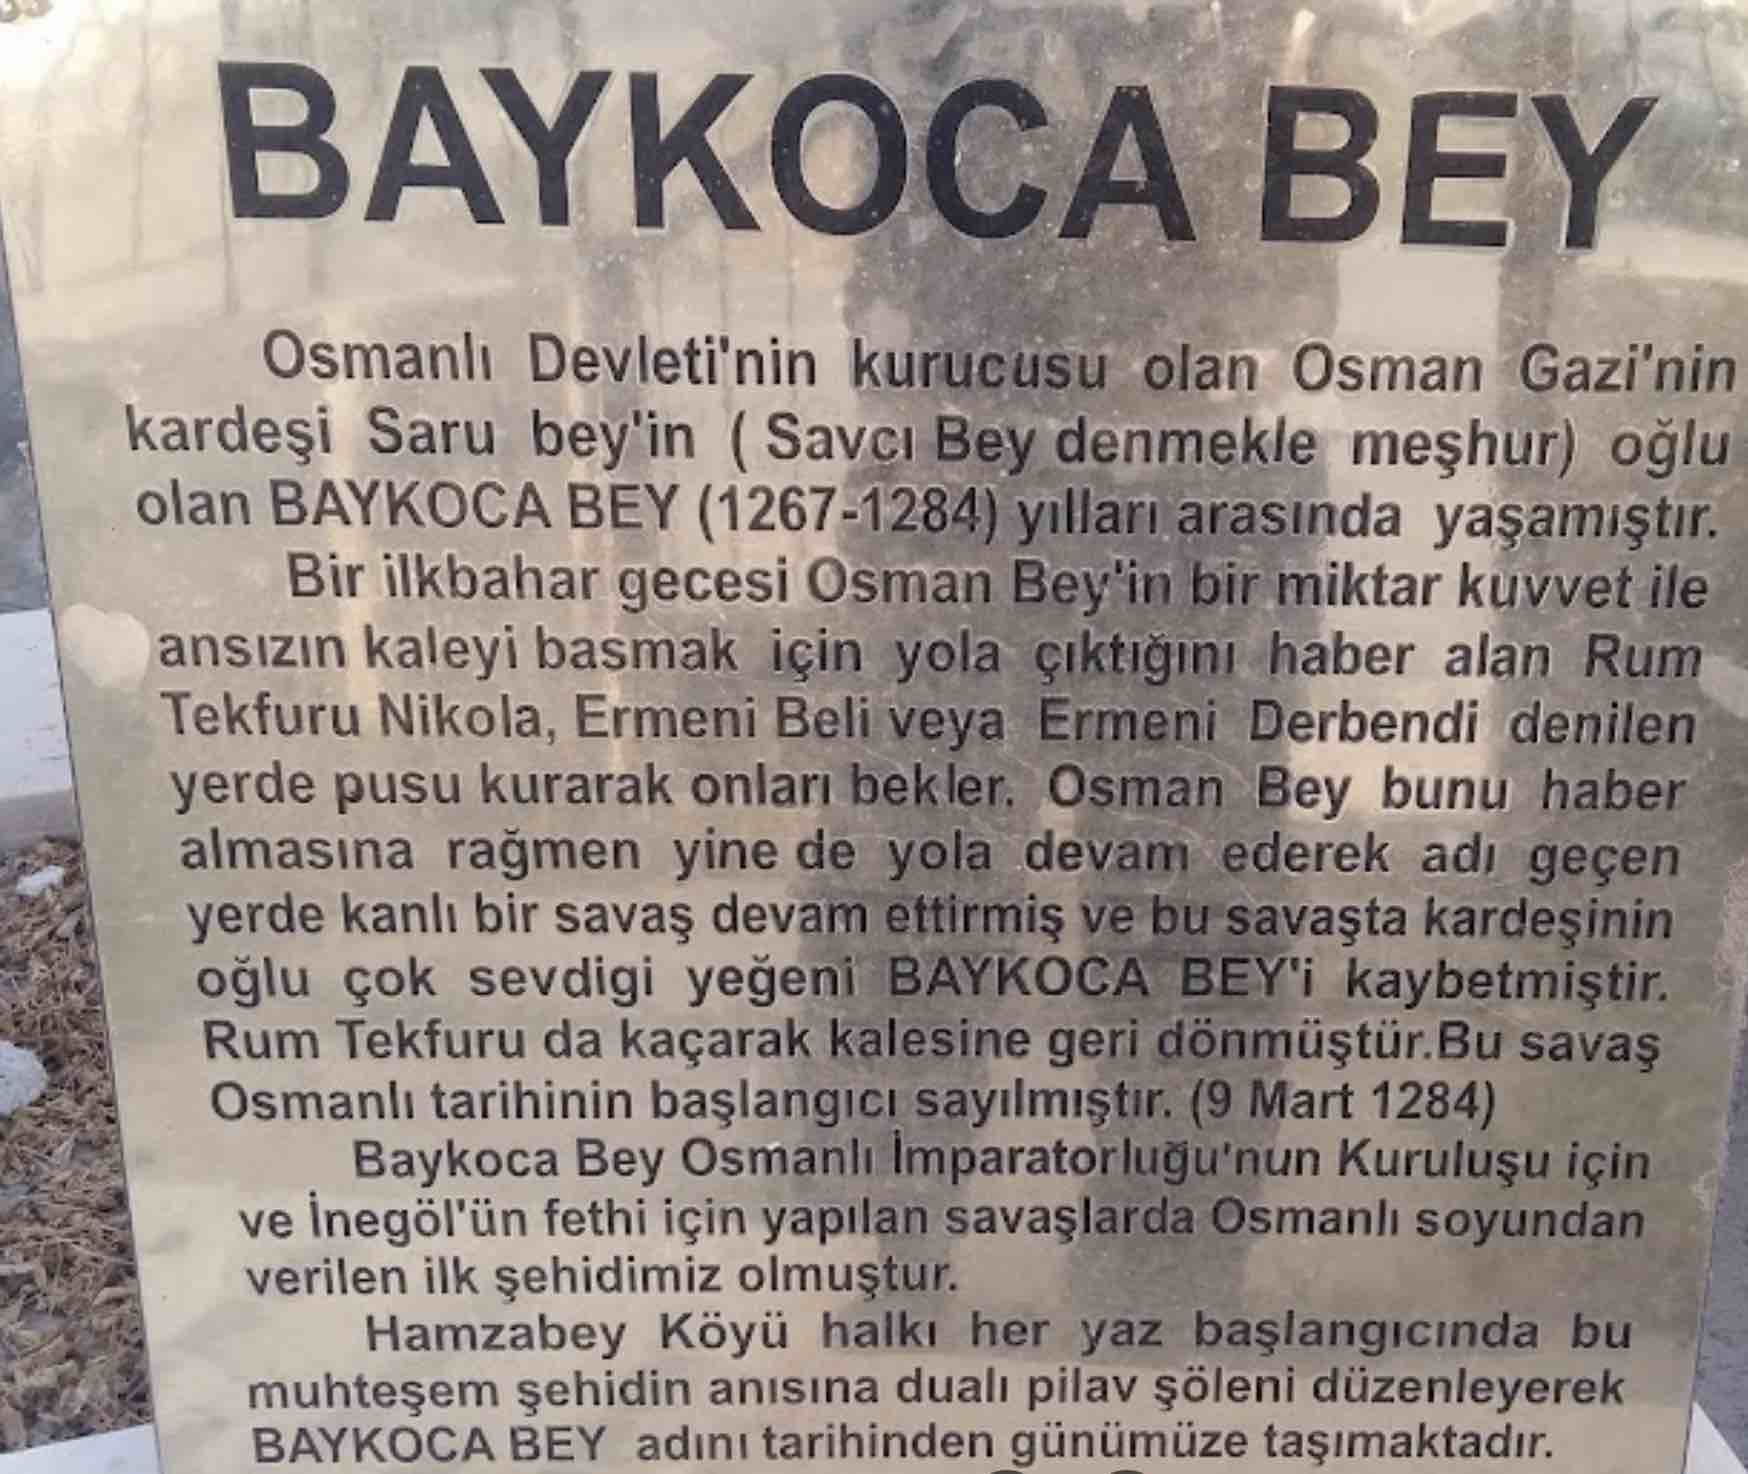 BAYKOCA BEY
Osmanlı Devleti'nin kurucusu olan Osman Gazi'nin
kardeşi Saru bey'in ( Savcı Bey denmekle meşhur) oğlu
olan BAYKOCA BEY (1267-1284) yılları arasında yaşamıştır.
Bir ilkbahar gecesi Osman Bey'in bir miktar kuvvet ile
ansızın kaleyi basmak için yola çıktığını haber alan Rum
Tekfuru Nikola, Ermeni Beli veya Ermeni Derbendi denilen
yerde pusu kurarak onları bekler. Osman Bey bunu haber
almasına rağmen yine de yola devam ederek adı geçen
yerde kanlı bir savaş devam ettirmiş ve bu savaşta kardeşinin
oğlu çok sevdigi yeğeni BAYKOCA BEY'i kaybetmiştir.
Rum Tekfuru da kaçarak kalesine geri dönmüştür.Bu savaş
Osmanlı tarihinin başlangıcı sayılmıştır. (9 Mart 1284)
Baykoca Bey Osmanlı İmparatorluğu'nun Kuruluşu için
ve İnegöl'ün fethi için yapılan savaşlarda Osmanlı soyundan
verilen ilk şehidimiz olmuştur.
Hamzabey Köyü halkı her yaz başlangıcında bu
muhteşem şehidin anısına dualı pilav şöleni düzenleyerek
BAYKOCA BEY adını tarihinden günümüze taşımaktadır.